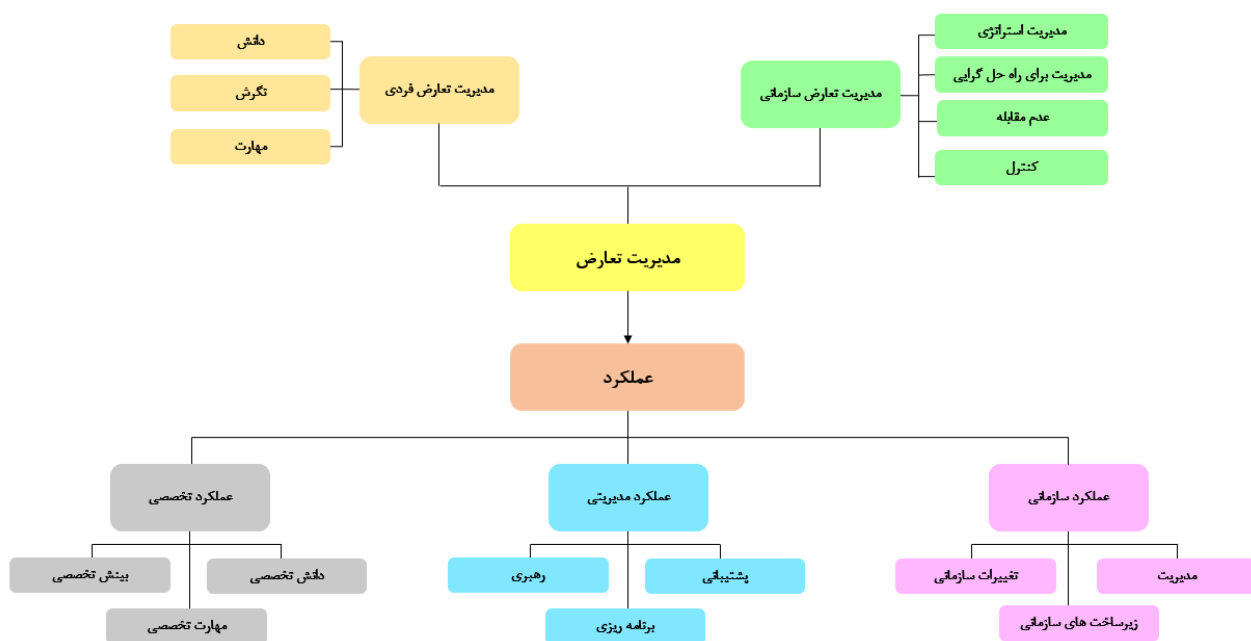 مدیریت استراتژی
مدیریت برای راه حل گرایی
عدم مقابله
کنترل
مدیریت تعارض سازمانی
مدیریت تعارض فردی
دانش
نگرش
مهارت
مدیریت تعارض
عملکرد
عملکرد سازمانی
عملکرد مدیریتی
عملکرد تخصصی
مدیریت
تغییرات سازمانی
زیرساخت های سازمانی
پشتیبانی
رهبری
برنامه ریزی
دانش تخصصی
بینش تخصصی
مهارت تخصصی